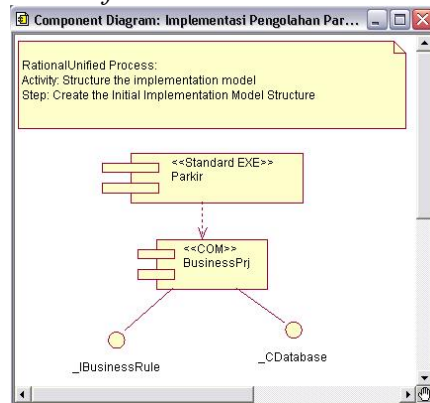 Component Diagram: Implementasi Pengolahan Par...
RationalUnified Process:
Activity: Structure the implementation model
Step: Create the Initial Implementation Model Structure
<<Standard EXE>>
Parkir
<<COM>>
BusinessPrj
_IBusinessRule
_CDatabase